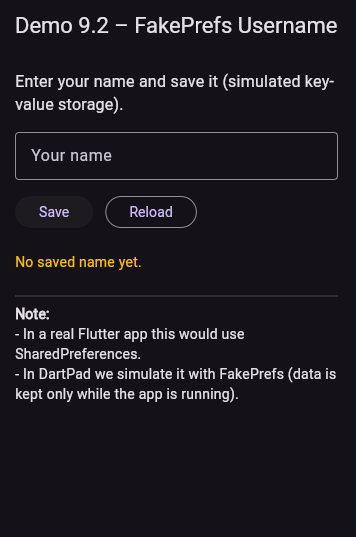 Demo 9.2 – FakePrefs Username
Enter your name and save it (simulated key-
value storage).
Your name
Save
Reload
No saved name yet.
Note:
- In a real Flutter app this would use
SharedPreferences.
- In DartPad we simulate it with FakePrefs (data is
kept only while the app is running).